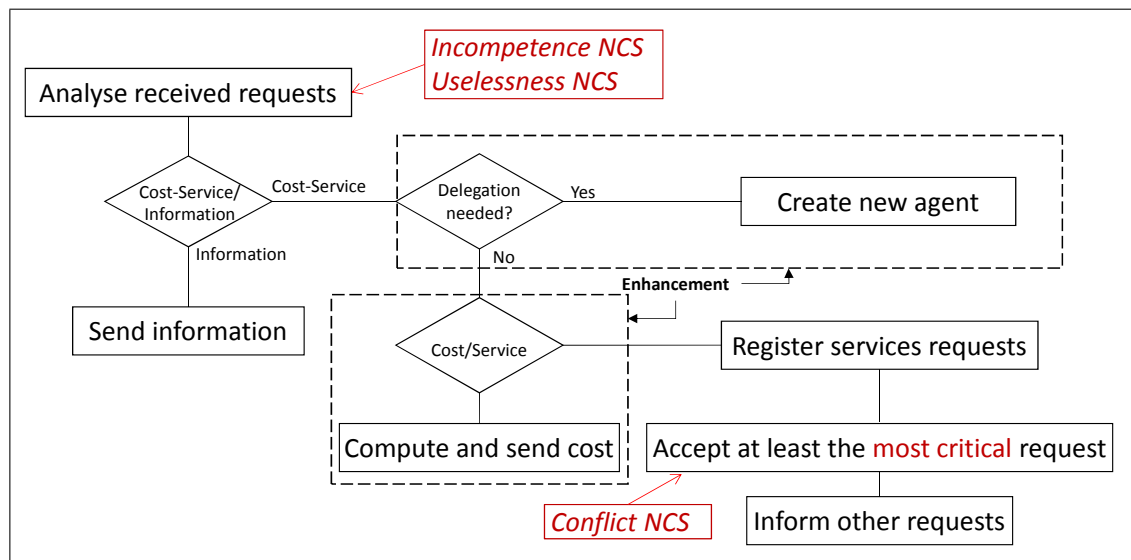 Incompetence NCS
Uselessness NCS
Analyse received requests
Cost-Service/
Information
Cost-Service
Delegation
needed?
Yes
Create new agent
Information
No
Enhancement
Send information
Cost/Service
Register services requests
Compute and send cost
Accept at least the most critical request
Conflict NCS
Inform other requests